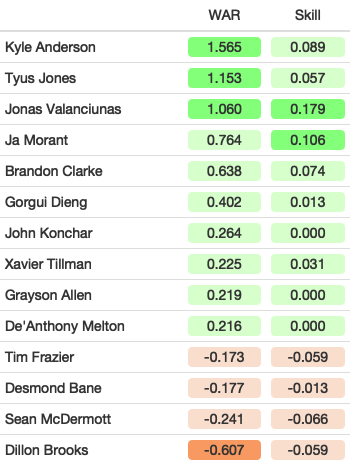 WAR Skill
Kyle Anderson 1.565 0.089
Tyus Jones 1.153 0.057
Jonas Valanciunas 1.060 0.179
Ja Morant 0.764 0.106
Brandon Clarke 0.638 0.074
Gorgui Dieng 0.402 0.013
John Konchar 0.264 0.000
Xavier Tillman 0.225 0.031
Grayson Allen 0.219 0.000
De'Anthony Melton 0.216 0.000
Tim Frazier -0.173 -0.059
Desmond Bane -0.177 -0.013
Sean McDermott -0.241 -0.066
Dillon Brooks -0.607 -0.059